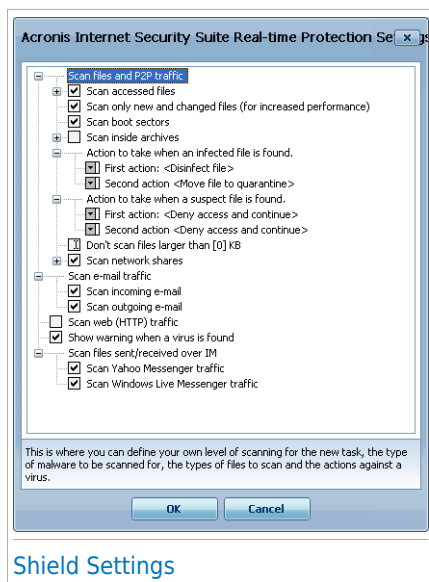 Acronis Internet Security Suite Real-time Protection Se
Scan files and P2P traffic
Scan accessed files
Scan only new and changed files (for increased performance)
Scan boot sectors
Scan inside archives
Action to take when an infected file is found.
First action: <Disinfect file>
Second action <Move file to quarantine>
Action to take when a suspect file is found.
First action: <Deny access and continue>
Second action <Deny access and continue>
Don't scan files larger than [0] KB
Scan network shares
Scan e-mail traffic
Scan incoming e-mail
Scan outgoing e-mail
Scan web (HTTP) traffic
Show warning when a virus is found
Scan files sent/received over IM
Scan Yahoo Messenger traffic
Scan Windows Live Messenger traffic
This is where you can define your own level of scanning for the new task, the type
of malware to be scanned for, the types of files to scan and the actions against a
virus.
OK Cancel
Shield Settings